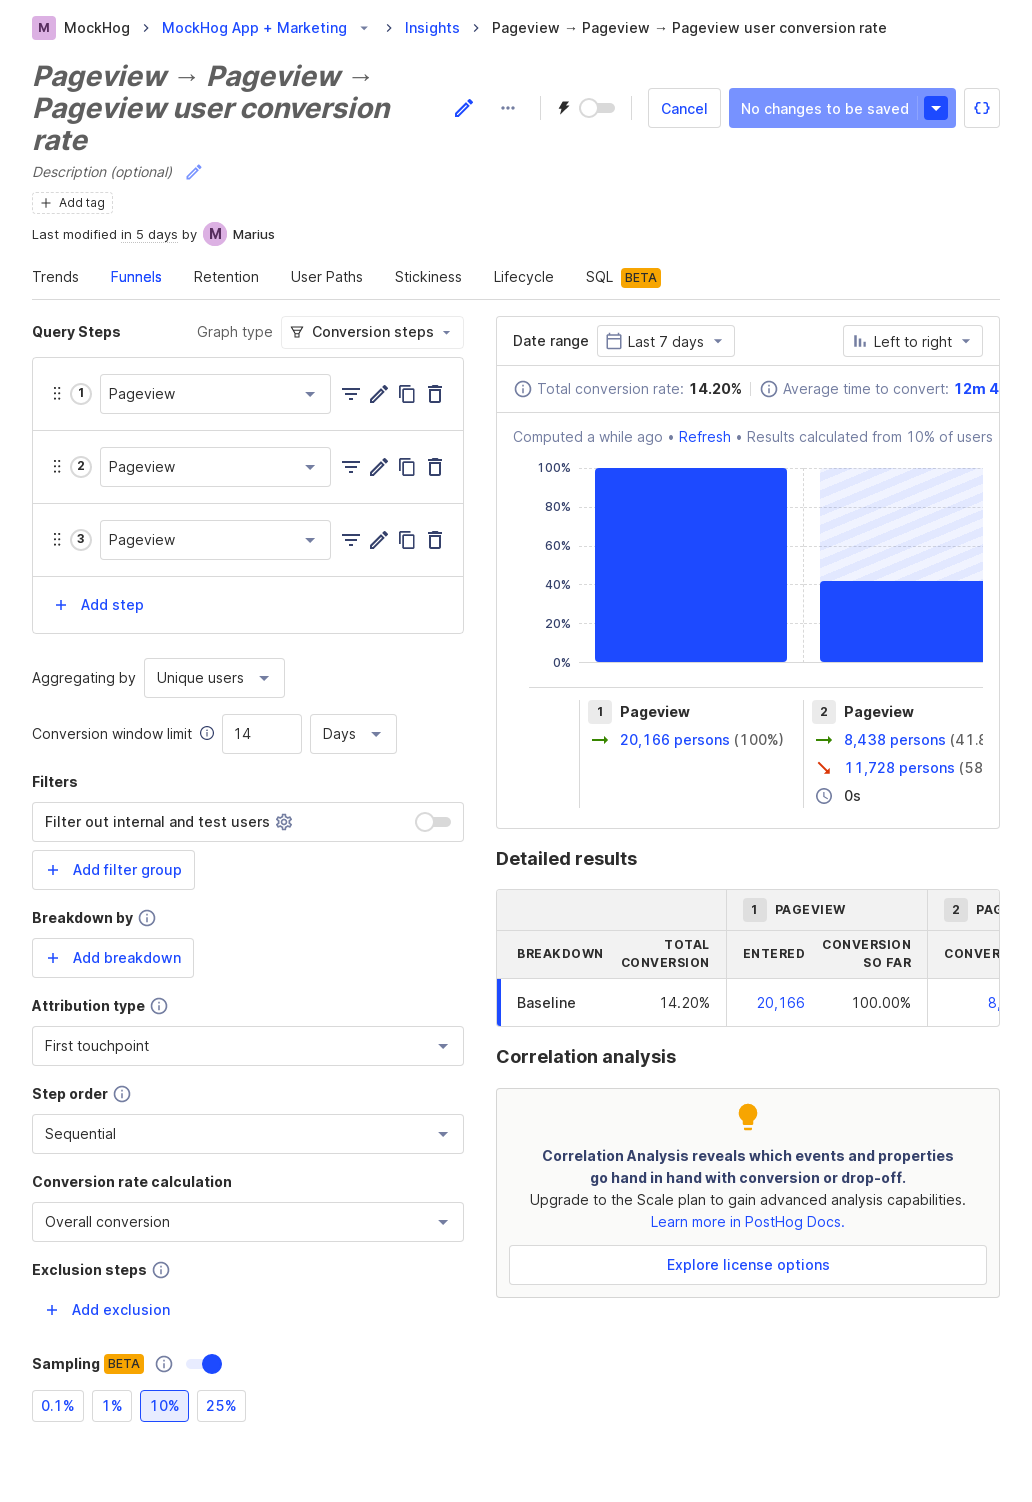 M MockHog > MockHog App + Marketing > Insights > Pageview → Pageview → Pageview user conversion rate
Pageview → Pageview →
Pageview user conversion
rate
Cancel
No changes to be saved
Description (optional)
+ Add tag
Last modified in 5 days by M Marius
Trends Funnels Retention User Paths Stickiness Lifecycle SQL BETA
Query Steps Graph type Conversion steps
1 Pageview
2 Pageview
3 Pageview
+ Add step
Aggregating by Unique users
Conversion window limit 14 Days
Filters
Filter out internal and test users
+ Add filter group
Breakdown by
+ Add breakdown
Attribution type
First touchpoint
Step order
Sequential
Conversion rate calculation
Overall conversion
Exclusion steps
+ Add exclusion
Sampling BETA
0.1% 1% 10% 25%
Date range Last 7 days Left to right
Total conversion rate: 14.20% Average time to convert: 12m 4
Computed a while ago • Refresh • Results calculated from 10% of users
100%
80%
60%
40%
20%
0%
1 Pageview
20,166 persons (100%)
2 Pageview
8,438 persons (41.8
11,728 persons (58
0s
Detailed results
1 PAGEVIEW 2 PAG
BREAKDOWN TOTAL CONVERSION ENTERED CONVERSION SO FAR CONVER
Baseline 14.20% 20,166 100.00% 8,
Correlation analysis
Correlation Analysis reveals which events and properties
go hand in hand with conversion or drop-off.
Upgrade to the Scale plan to gain advanced analysis capabilities.
Learn more in PostHog Docs.
Explore license options